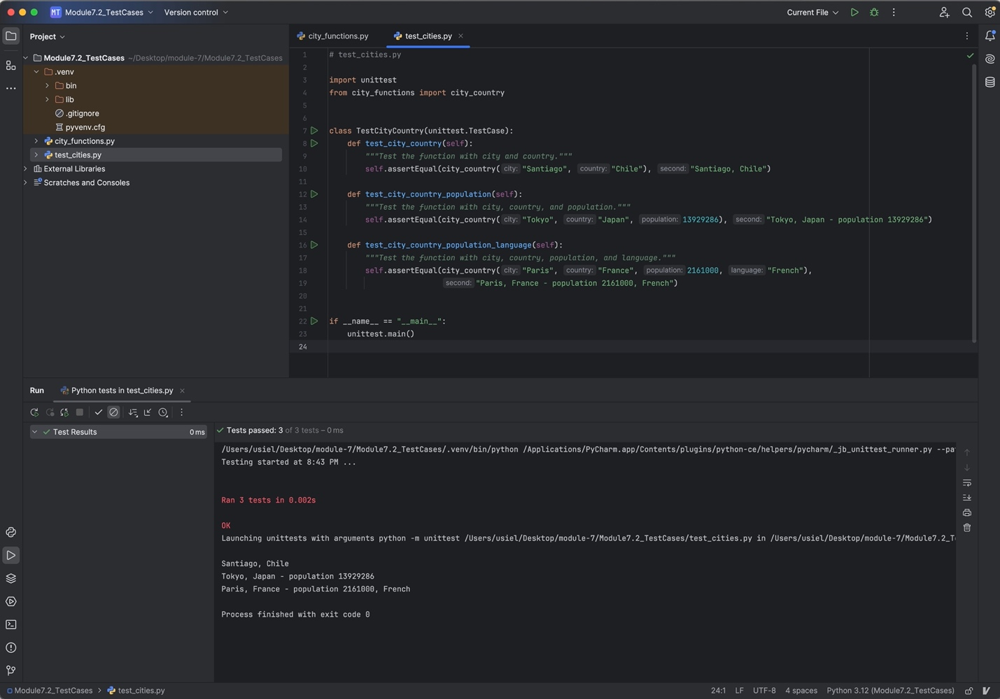 MT Module7.2_TestCases Version control Current File
Project
city_functions.py test_cities.py
Module7.2_TestCases ~/Desktop/module-7/Module7.2_TestCases
.venv
bin
lib
.gitignore
pyvenv.cfg
city_functions.py
test_cities.py
External Libraries
Scratches and Consoles
1 # test_cities.py
2
3 import unittest
4 from city_functions import city_country
5
6
7 class TestCityCountry(unittest.TestCase):
8 def test_city_country(self):
9 """Test the function with city and country."""
10 self.assertEqual(city_country( city: "Santiago", country: "Chile"), second: "Santiago, Chile")
11
12 def test_city_country_population(self):
13 """Test the function with city, country, and population."""
14 self.assertEqual(city_country( city: "Tokyo", country: "Japan", population: 13929286), second: "Tokyo, Japan - population 13929286")
15
16 def test_city_country_population_language(self):
17 """Test the function with city, country, population, and language."""
18 self.assertEqual(city_country( city: "Paris", country: "France", population: 2161000, language: "French"),
19 second: "Paris, France - population 2161000, French")
20
21
22 if __name__ == "__main__":
23 unittest.main()
24
Run Python tests in test_cities.py
Test Results 0 ms
Tests passed: 3 of 3 tests – 0 ms
/Users/usiel/Desktop/module-7/Module7.2_TestCases/.venv/bin/python /Applications/PyCharm.app/Contents/plugins/python-ce/helpers/pycharm/_jb_unittest_runner.py --pa
Testing started at 8:43 PM ...
Ran 3 tests in 0.002s
OK
Launching unittests with arguments python -m unittest /Users/usiel/Desktop/module-7/Module7.2_TestCases/test_cities.py in /Users/usiel/Desktop/module-7/Module7.2_T
Santiago, Chile
Tokyo, Japan - population 13929286
Paris, France - population 2161000, French
Process finished with exit code 0
Module7.2_TestCases test_cities.py 24:1 LF UTF-8 4 spaces Python 3.12 (Module7.2_TestCases)